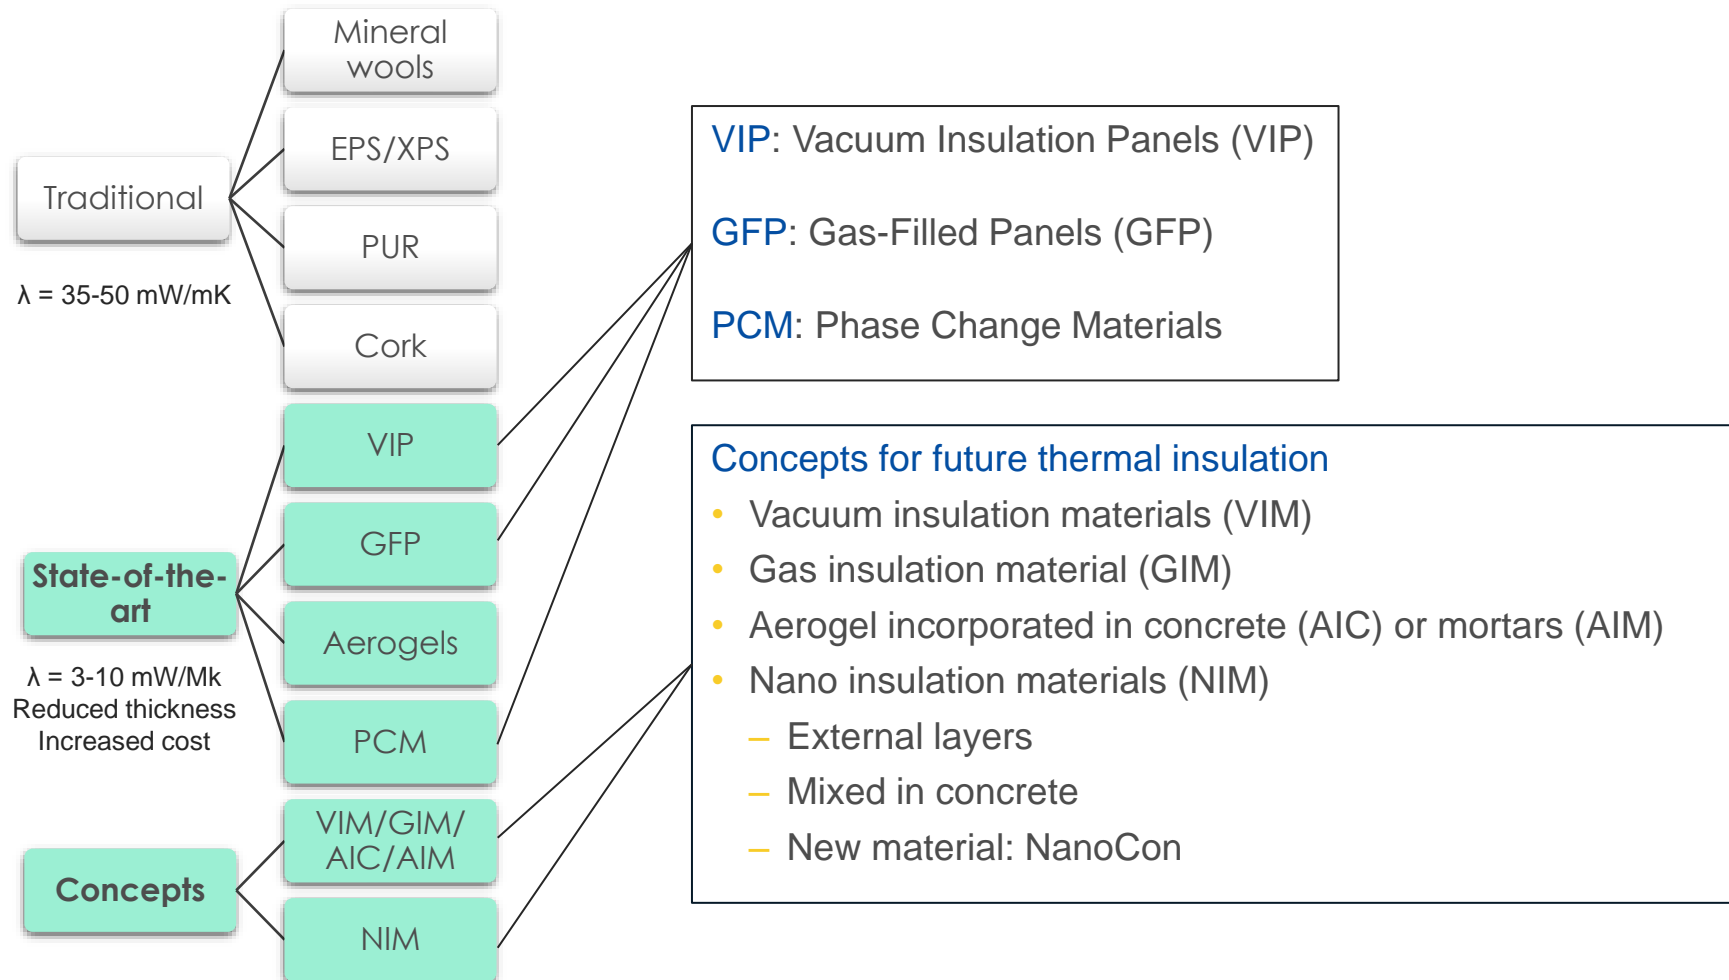 Mineral
wools
EPS/XPS
Traditional
PUR
λ = 35-50 mW/mK
Cork
VIP
GFP
State-of-the-
art
Aerogels
λ = 3-10 mW/Mk
Reduced thickness
Increased cost
PCM
VIM/GIM/
AIC/AIM
Concepts
NIM
VIP: Vacuum Insulation Panels (VIP)
GFP: Gas-Filled Panels (GFP)
PCM: Phase Change Materials
Concepts for future thermal insulation
• Vacuum insulation materials (VIM)
• Gas insulation material (GIM)
• Aerogel incorporated in concrete (AIC) or mortars (AIM)
• Nano insulation materials (NIM)
– External layers
– Mixed in concrete
– New material: NanoCon